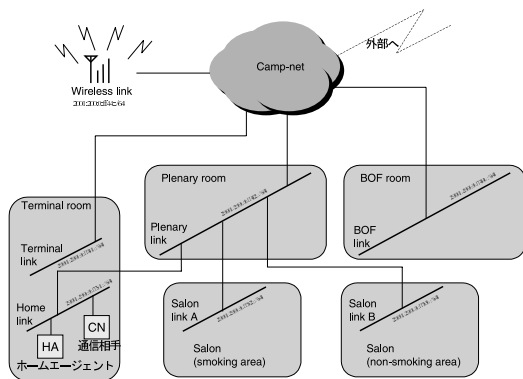 外部へ
Camp-net
Wireless link
Terminal room
Plenary room
BOF room
Plenary
link
BOF
link
Terminal
link
Home
link
HA
CN
通信相手
ホームエージェント
Salon
link A
Salon
(smoking area)
Salon
link B
Salon
(non-smoking area)